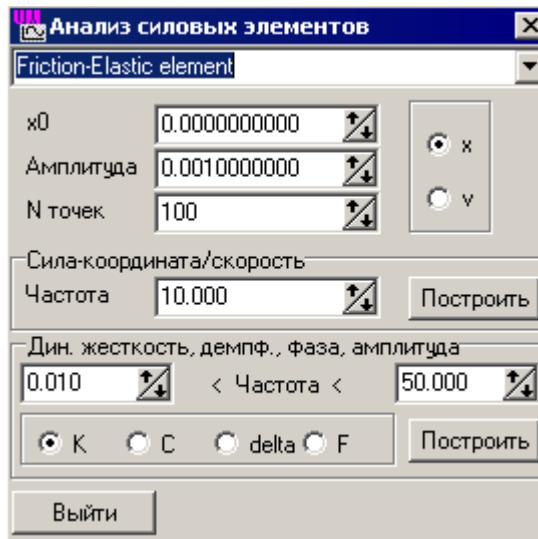 UM Анализ силовых элементов
Friction-Elastic element
x0 0.0000000000
x
Амплитуда 0.0010000000
v
N точек 100
Сила-координата/скорость
Частота 10.000 Построить
Дин. жесткость, демпф., фаза, амплитуда
0.010 < Частота < 50.000
K C delta F Построить
Выйти